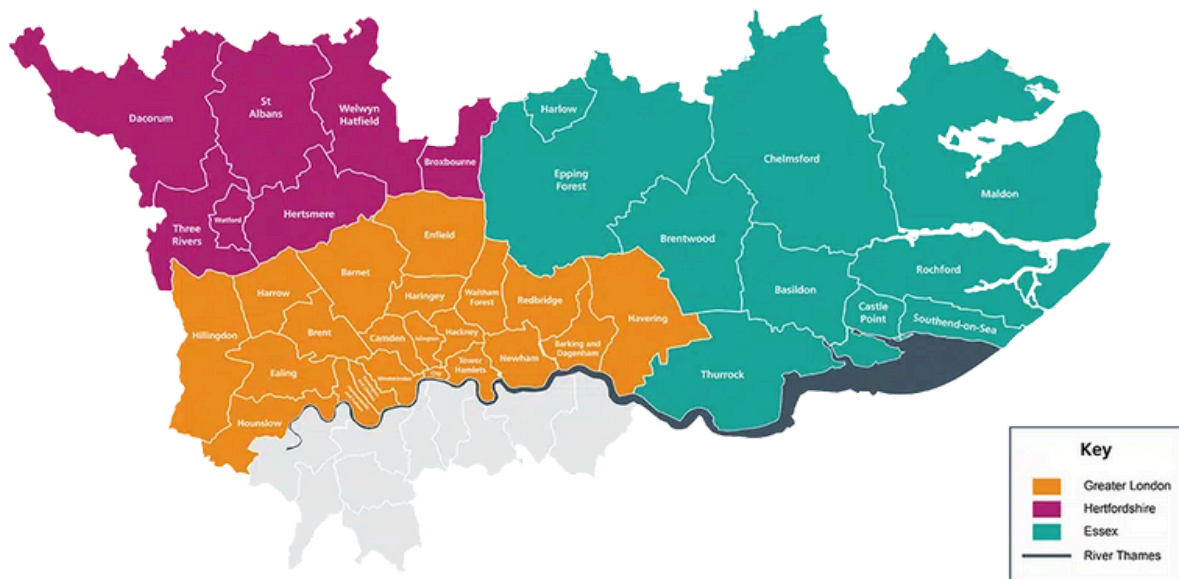 Dacorum
St
Albans
Welwyn
Hatfield
Broxbourne
Three
Rivers
Watford
Hertsmere
Harlow
Epping
Forest
Chelmsford
Maldon
Brentwood
Basildon
Rochford
Castle
Point
Southend-on-Sea
Thurrock
Enfield
Barnet
Harrow
Hillingdon
Haringey
Waltham
Forest
Redbridge
Havering
Brent
Camden
Islington
Hackney
Newham
Barking and
Dagenham
Ealing
Westminster
City
Tower
Hamlets
Hounslow
Key
Greater London
Hertfordshire
Essex
River Thames